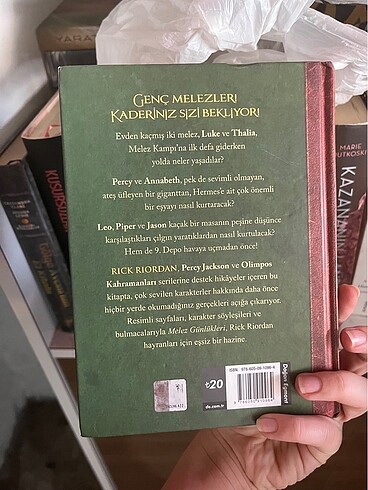 GENÇ MELEZLER!
KADERİNİZ SİZİ BEKLİYOR!
Evden kaçmış iki melez, Luke ve Thalia,
Melez Kampı'na ilk defa giderken
yolda neler yaşadılar?
Percy ve Annabeth, pek de sevimli olmayan,
ateş üfleyen bir giganttan, Hermes'e ait çok önemli
bir eşyayı nasıl kurtaracak?
Leo, Piper ve Jason kaçak bir masanın peşine düşünce
karşılaştıkları çılgın yaratıklardan nasıl kurtulacak?
Hem de 9. Depo havaya uçmadan önce!
RICK RIORDAN, Percy Jackson ve Olimpos
Kahramanları serilerine destek hikâyeler içeren bu
kitapta, çok sevilen karakterler hakkında daha önce
hiçbir yerde okumadığınız gerçekleri açığa çıkarıyor.
Resimli sayfaları, karakter söyleşileri ve
bulmacalarıyla Melez Günlükleri, Rick Riordan
hayranları için eşsiz bir hazine.
₺20
de.com.tr
Doğan Egmont
MARIE
RUTKOSKI